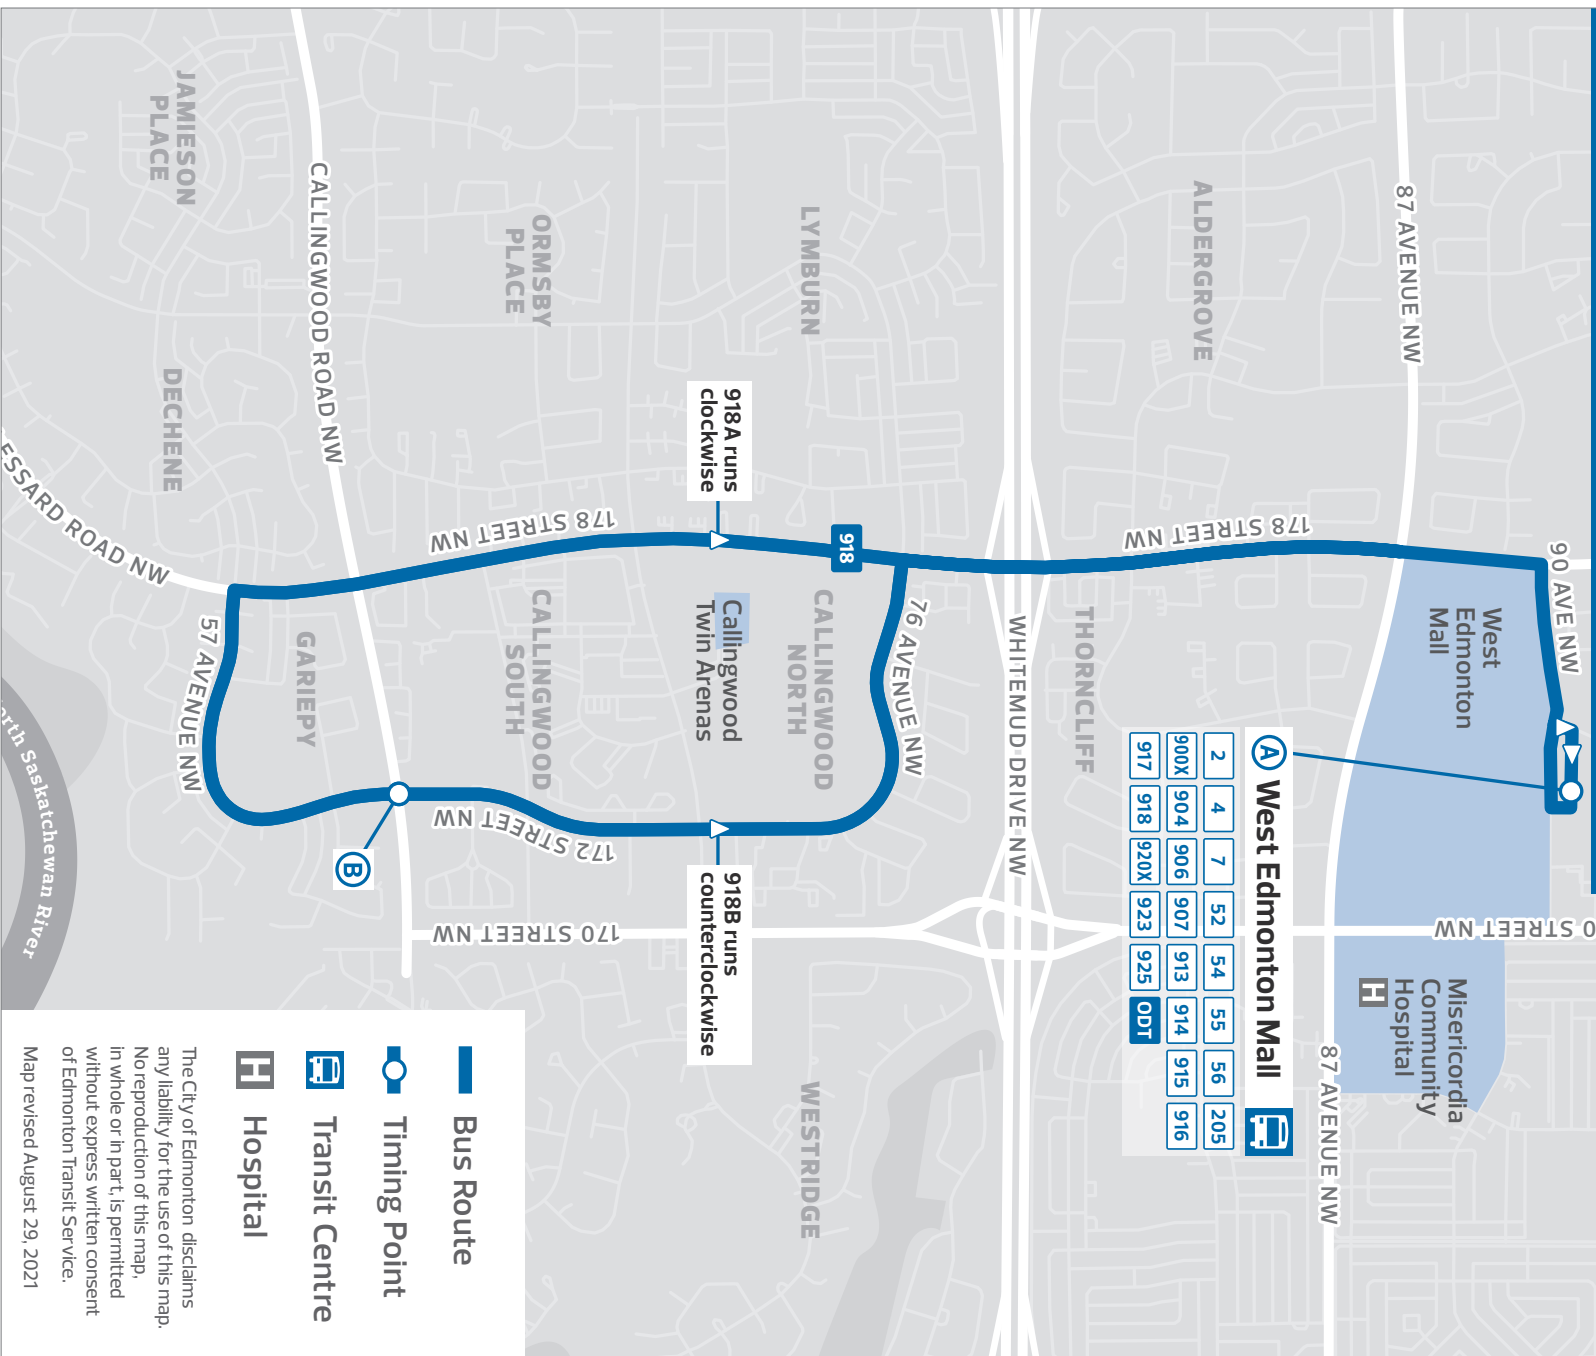 90 AVE NW
West
Edmonton
Mall
0 STREET NW
Misericordia
Community
Hospital
H
87 AVENUE NW
87 AVENUE NW
A West Edmonton Mall
2 4 7 52 54 55 56 205
900X 904 906 907 913 914 915 916
917 918 920X 923 925 ODT
178 STREET NW
ALDERGROVE
THORNCLIFF
WHITEMUD DRIVE NW
76 AVENUE NW
918
LYMBURN
CALLINGWOOD
NORTH
WESTRIDGE
918A runs
clockwise
Callingwood
Twin Arenas
918B runs
counterclockwise
178 STREET NW
172 STREET NW
170 STREET NW
ORMSBY
PLACE
CALLINGWOOD
SOUTH
CALLINGWOOD ROAD NW
B
GARIEPY
57 AVENUE NW
JAMIESON
PLACE
DECHENE
ESSARD ROAD NW
orth Saskatchewan River
Bus Route
Timing Point
Transit Centre
H Hospital
The City of Edmonton disclaims
any liability for the use of this map.
No reproduction of this map,
in whole or in part, is permitted
without express written consent
of Edmonton Transit Service.
Map revised August 29, 2021